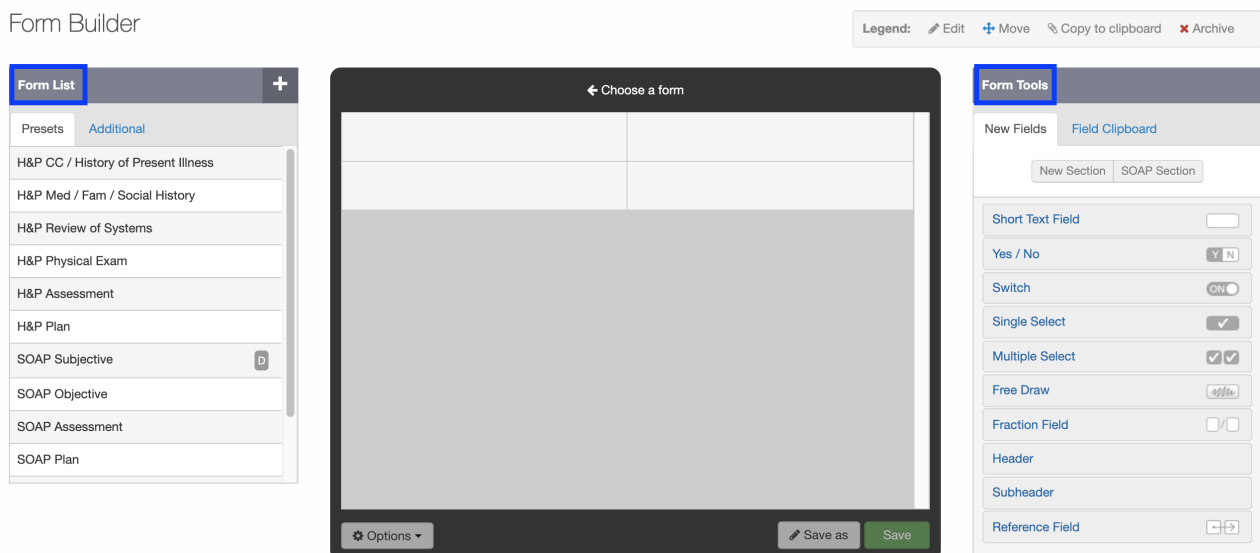 Form Builder
Legend: Edit Move Copy to clipboard Archive
Form List +
Presets Additional
H&P CC / History of Present Illness
H&P Med / Fam / Social History
H&P Review of Systems
H&P Physical Exam
H&P Assessment
H&P Plan
SOAP Subjective D
SOAP Objective
SOAP Assessment
SOAP Plan
Choose a form
Options
Save as Save
Form Tools
New Fields Field Clipboard
New Section SOAP Section
Short Text Field
Yes / No Y N
Switch ON
Single Select
Multiple Select
Free Draw
Fraction Field /
Header
Subheader
Reference Field